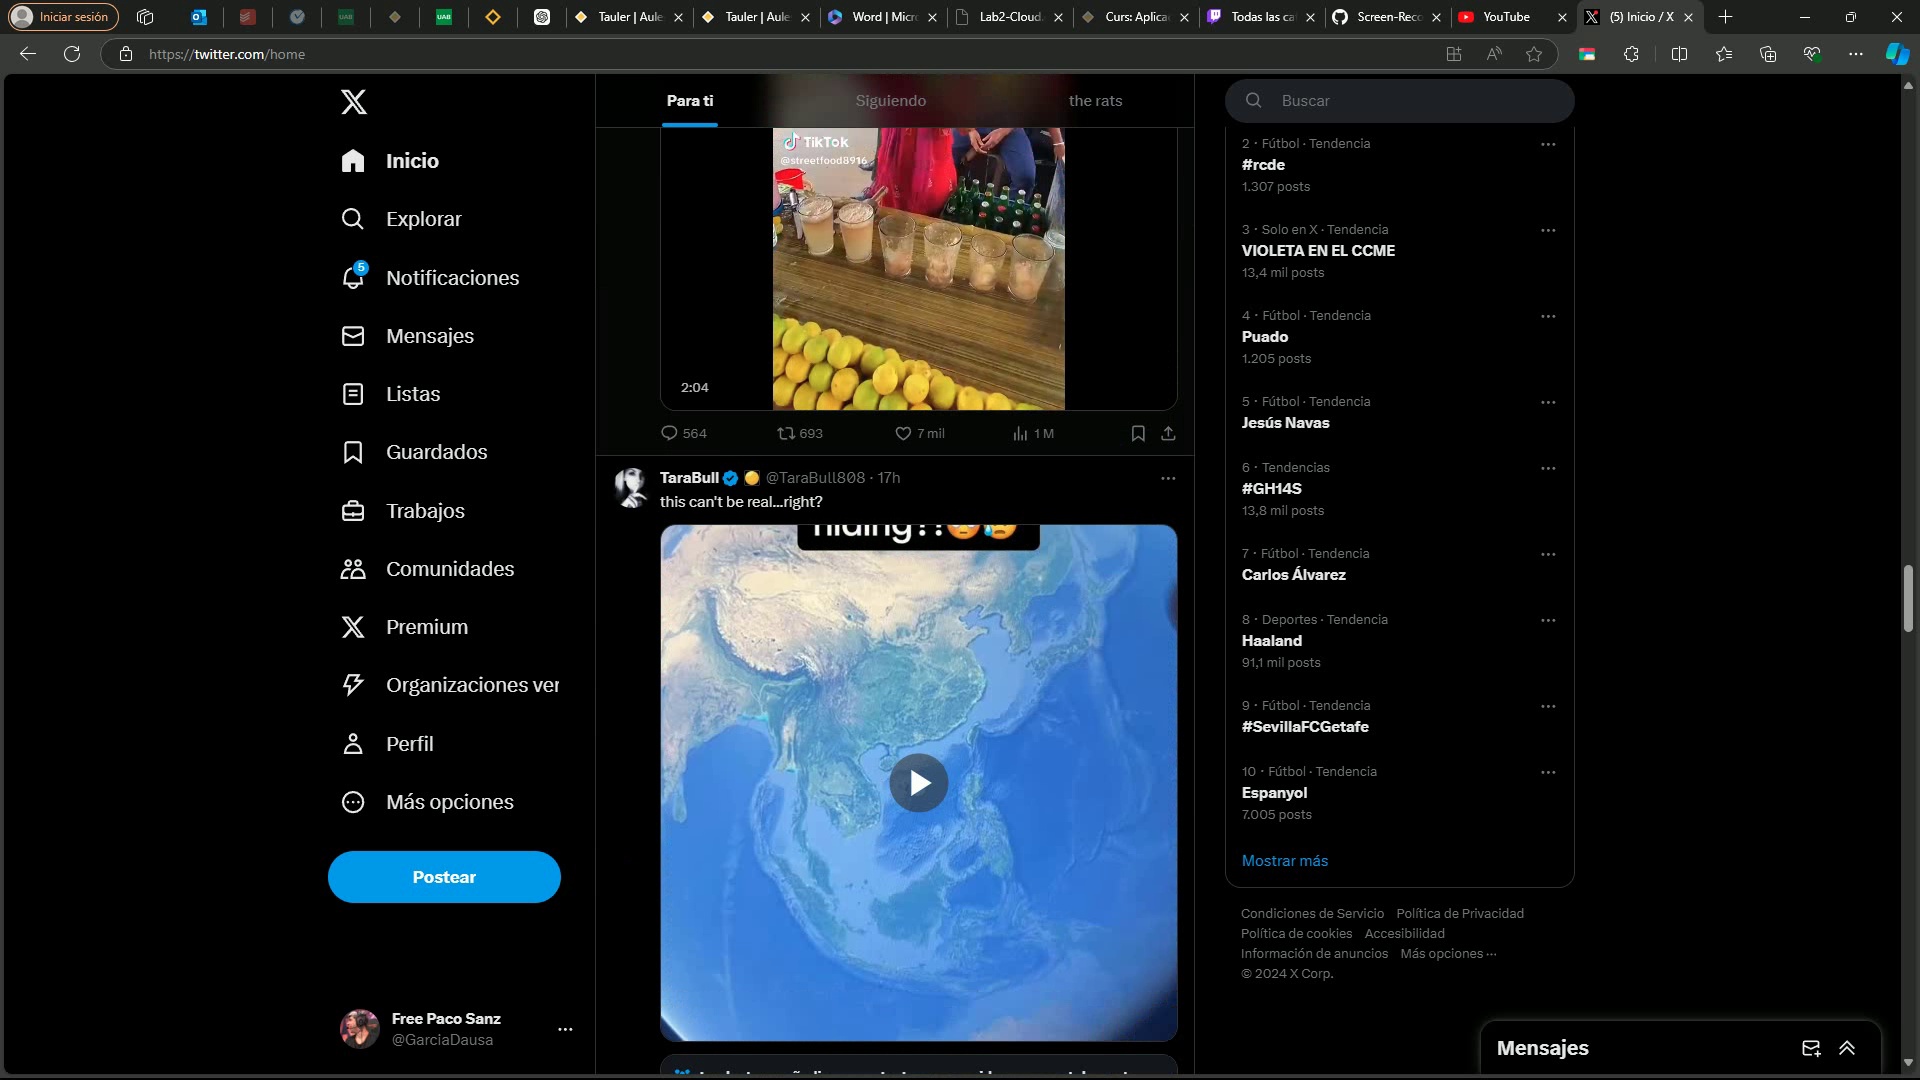 Iniciar sesión
Tauler | Aule
Tauler | Aule
Word | Micr
Lab2-Cloud
Curs: Aplica
Todas las ca
Screen-Reco
YouTube
(5) Inicio / X
https://twitter.com/home
Inicio
Explorar
5
Notificaciones
Mensajes
Listas
Guardados
Trabajos
Comunidades
Premium
Organizaciones ver
Perfil
Más opciones
Postear
Free Paco Sanz
@GarciaDausa
Para ti
Siguiendo
the rats
TikTok
@streetfood8916
2:04
564
693
7 mil
1 M
TaraBull @TaraBull808 · 17h
this can't be real...right?
hiding??
Buscar
2 · Fútbol · Tendencia
#rcde
1.307 posts
3 · Solo en X · Tendencia
VIOLETA EN EL CCME
13,4 mil posts
4 · Fútbol · Tendencia
Puado
1.205 posts
5 · Fútbol · Tendencia
Jesús Navas
6 · Tendencias
#GH14S
13,8 mil posts
7 · Fútbol · Tendencia
Carlos Álvarez
8 · Deportes · Tendencia
Haaland
91,1 mil posts
9 · Fútbol · Tendencia
#SevillaFCGetafe
10 · Fútbol · Tendencia
Espanyol
7.005 posts
Mostrar más
Condiciones de Servicio Política de Privacidad
Política de cookies Accesibilidad
Información de anuncios Más opciones ···
© 2024 X Corp.
Mensajes